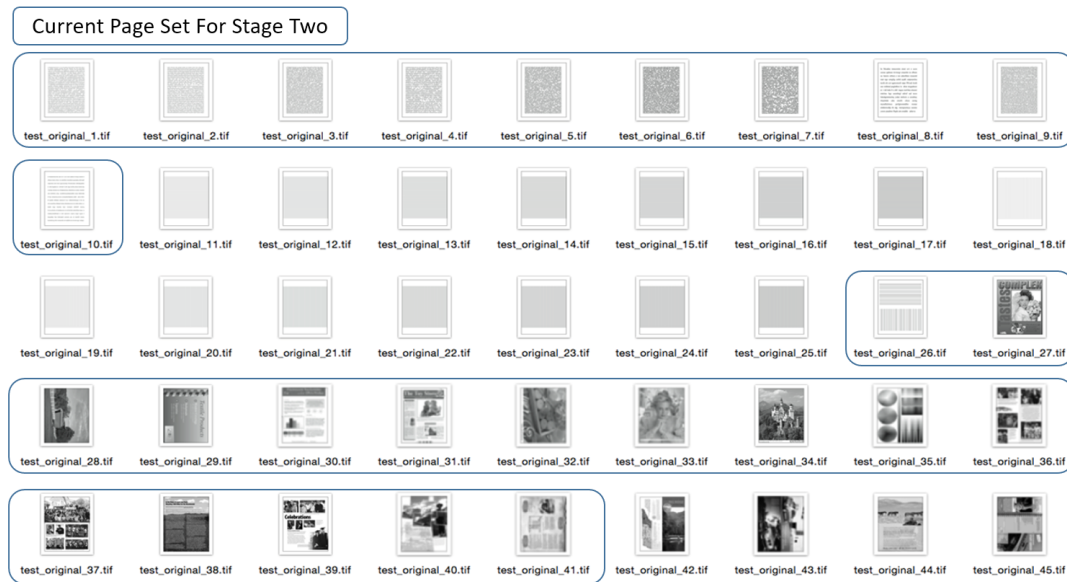 Current Page Set For Stage Two
test_original_1.tif test_original_2.tif test_original_3.tif test_original_4.tif test_original_5.tif test_original_6.tif test_original_7.tif test_original_8.tif test_original_9.tif
test_original_10.tif test_original_11.tif test_original_12.tif test_original_13.tif test_original_14.tif test_original_15.tif test_original_16.tif test_original_17.tif test_original_18.tif
COMPLEX
test_original_19.tif test_original_20.tif test_original_21.tif test_original_22.tif test_original_23.tif test_original_24.tif test_original_25.tif test_original_26.tif test_original_27.tif
test_original_28.tif test_original_29.tif test_original_30.tif test_original_31.tif test_original_32.tif test_original_33.tif test_original_34.tif test_original_35.tif test_original_36.tif
Celebrations
test_original_37.tif test_original_38.tif test_original_39.tif test_original_40.tif test_original_41.tif test_original_42.tif test_original_43.tif test_original_44.tif test_original_45.tif